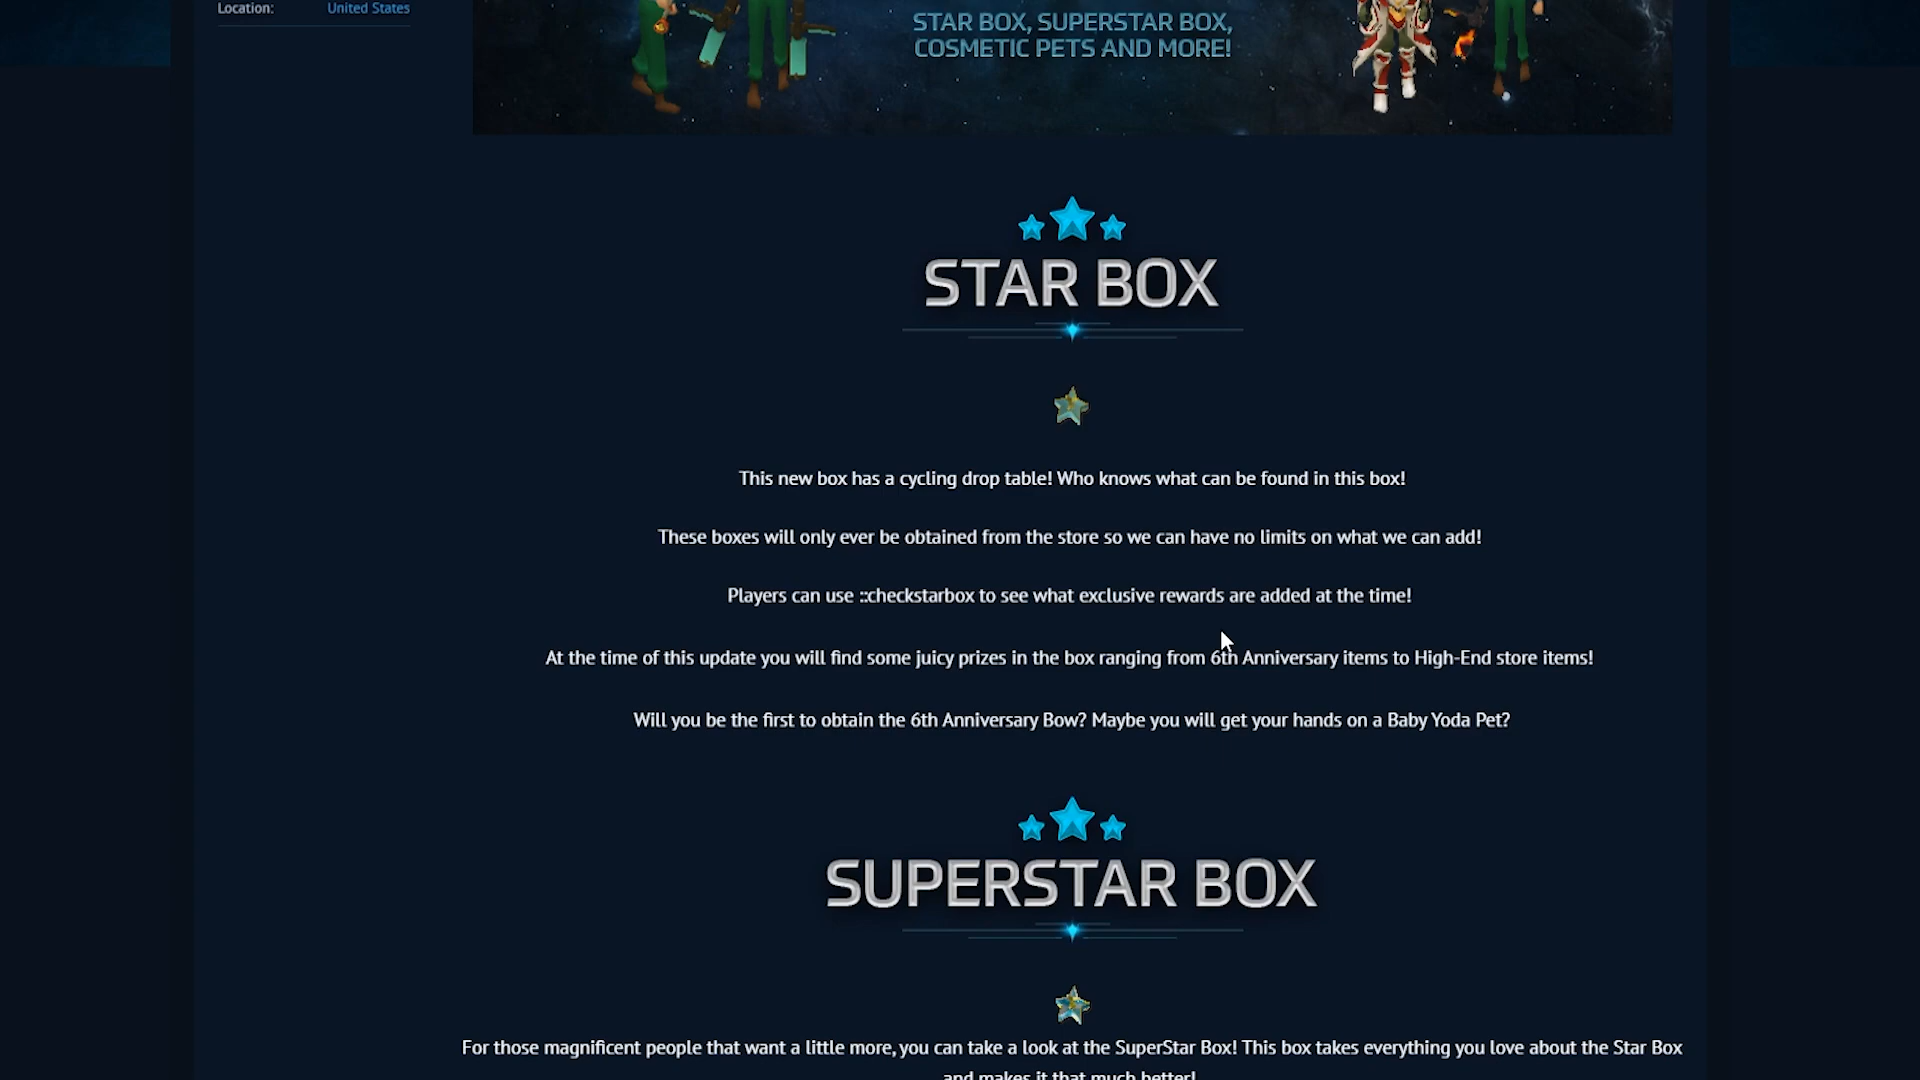 Location: United States
STAR BOX, SUPERSTAR BOX,
COSMETIC PETS AND MORE!
STAR BOX
This new box has a cycling drop table! Who knows what can be found in this box!
These boxes will only ever be obtained from the store so we can have no limits on what we can add!
Players can use ::checkstarbox to see what exclusive rewards are added at the time!
At the time of this update you will find some juicy prizes in the box ranging from 6th Anniversary items to High-End store items!
Will you be the first to obtain the 6th Anniversary Bow? Maybe you will get your hands on a Baby Yoda Pet?
SUPERSTAR BOX
For those magnificent people that want a little more, you can take a look at the SuperStar Box! This box takes everything you love about the Star Box
and makes it that much better!